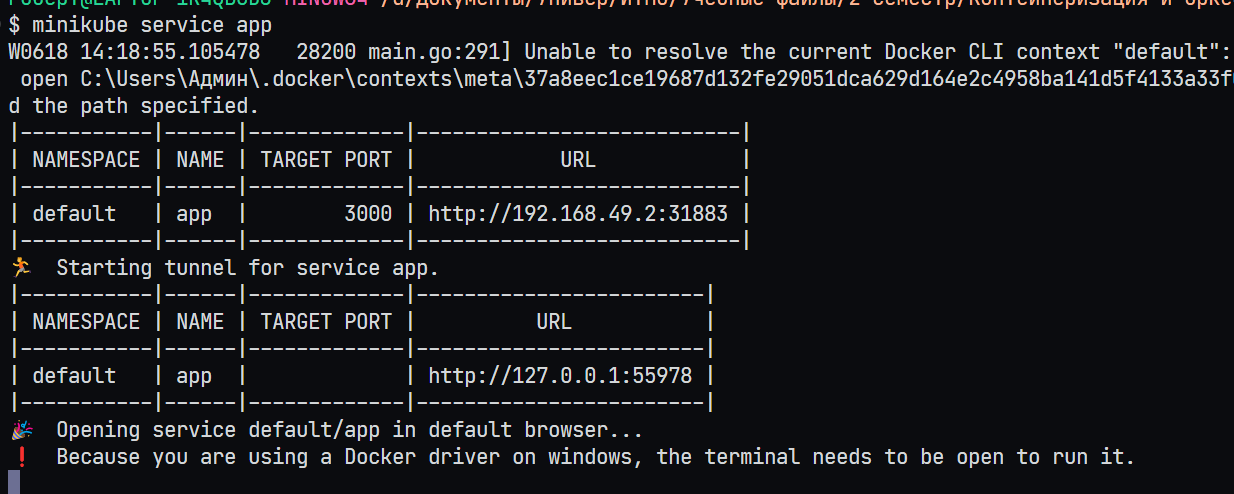 $ minikube service app
W0618 14:18:55.105478   28200 main.go:291] Unable to resolve the current Docker CLI context "default":
 open C:\Users\Админ\.docker\contexts\meta\37a8eec1ce19687d132fe29051dca629d164e2c4958ba141d5f4133a33f
d the path specified.
|-----------|------|-------------|---------------------------|
| NAMESPACE | NAME | TARGET PORT |            URL            |
|-----------|------|-------------|---------------------------|
| default   | app  |        3000 | http://192.168.49.2:31883 |
|-----------|------|-------------|---------------------------|
🏃  Starting tunnel for service app.
|-----------|------|-------------|------------------------|
| NAMESPACE | NAME | TARGET PORT |          URL           |
|-----------|------|-------------|------------------------|
| default   | app  |             | http://127.0.0.1:55978 |
|-----------|------|-------------|------------------------|
🎉  Opening service default/app in default browser...
❗  Because you are using a Docker driver on windows, the terminal needs to be open to run it.